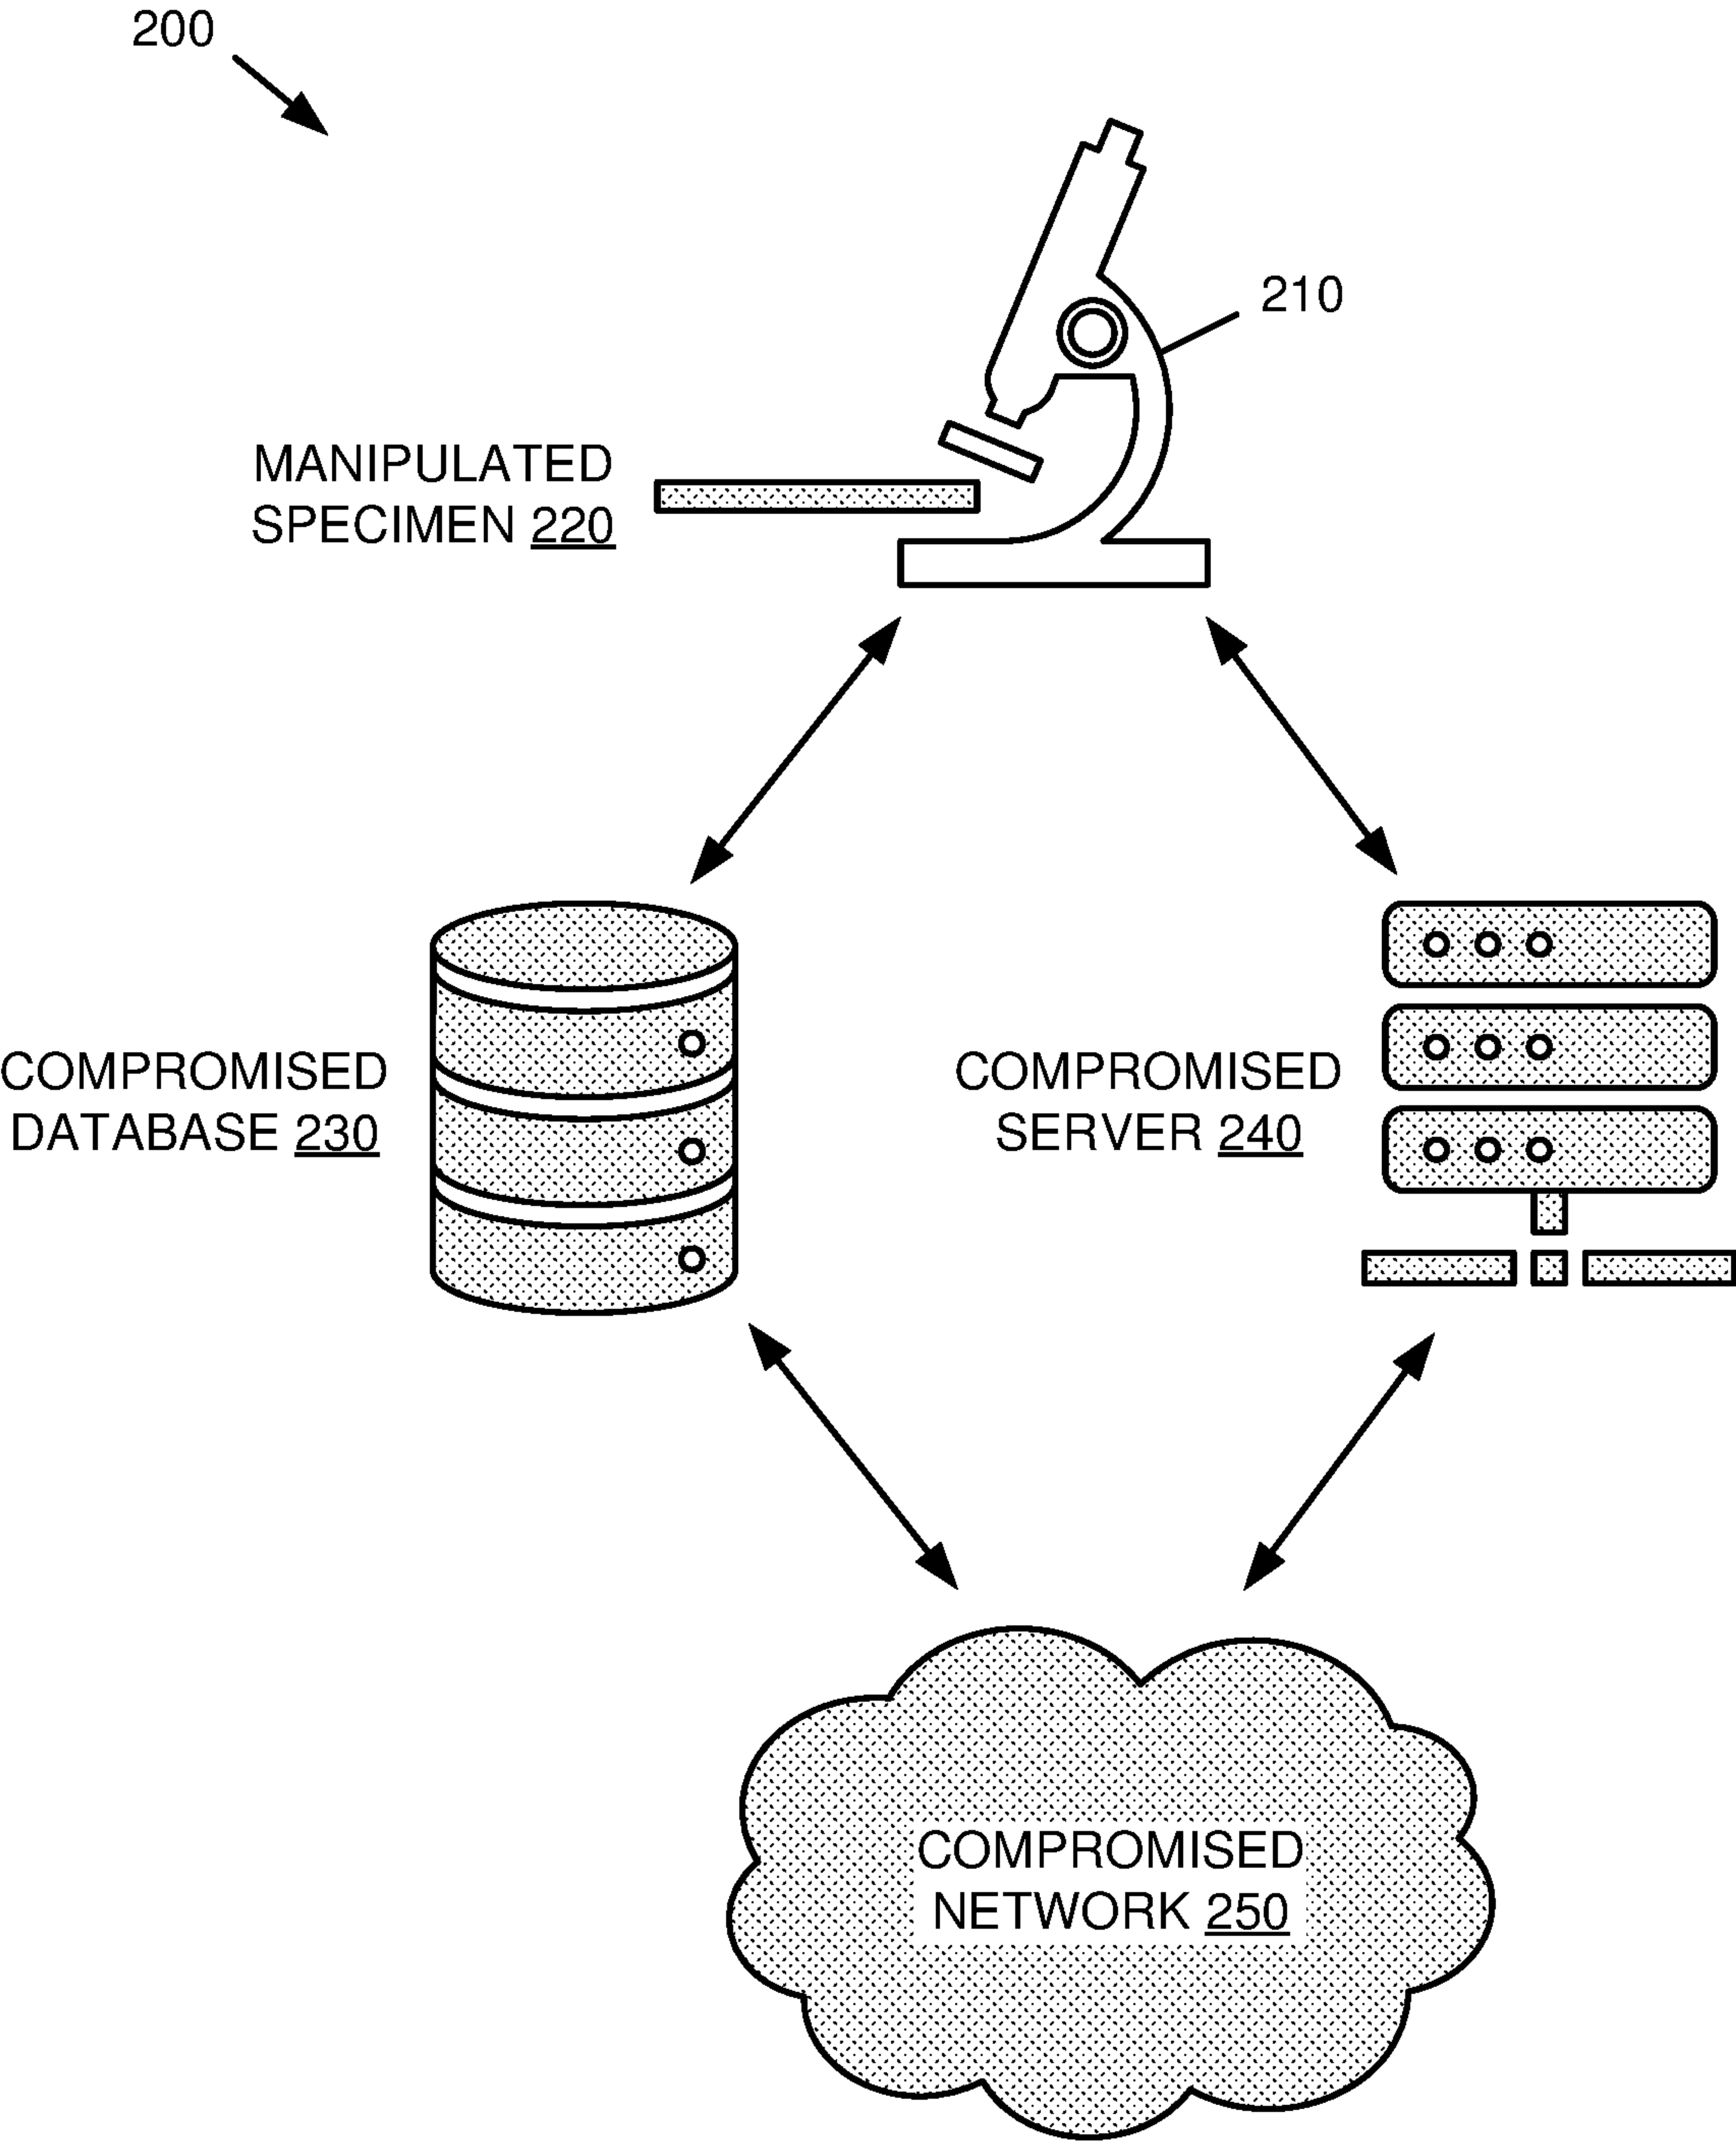 200
210
MANIPULATED
SPECIMEN 220
COMPROMISED
DATABASE 230
COMPROMISED
SERVER 240
COMPROMISED
NETWORK 250